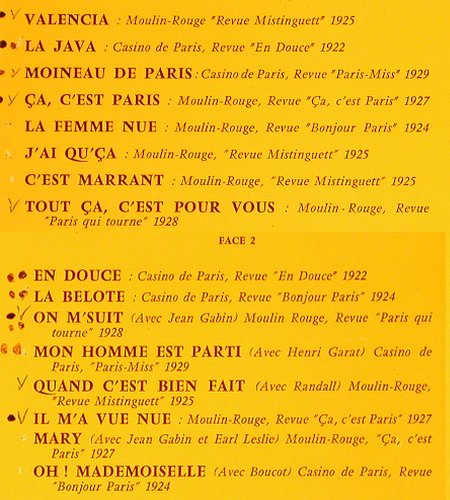 VALENCIA : Moulin-Rouge "Revue Mistinguett" 1925
LA JAVA : Casino de Paris, Revue "En Douce" 1922
MOINEAU DE PARIS : Casino de Paris, Revue "Paris-Miss" 1929
ÇA, C'EST PARIS : Moulin-Rouge, Revue "Ça, c'est Paris" 1927
LA FEMME NUE : Moulin-Rouge, Revue "Bonjour Paris" 1924
J'AI QU'ÇA : Moulin-Rouge, "Revue Mistinguett" 1925
C'EST MARRANT : Moulin-Rouge, "Revue Mistinguett" 1925
TOUT ÇA, C'EST POUR VOUS : Moulin-Rouge, Revue
"Paris qui tourne" 1928
FACE 2
EN DOUCE : Casino de Paris, Revue "En Douce" 1922
LA BELOTE : Casino de Paris, Revue "Bonjour Paris" 1924
ON M'SUIT (Avec Jean Gabin) Moulin Rouge, Revue "Paris qui
tourne" 1928
MON HOMME EST PARTI (Avec Henri Garat) Casino de
Paris, "Paris-Miss" 1929
QUAND C'EST BIEN FAIT (Avec Randall) Moulin-Rouge,
"Revue Mistinguett" 1925
IL M'A VUE NUE : Moulin-Rouge, Revue "Ça, c'est Paris" 1927
MARY (Avec Jean Gabin et Earl Leslie) Moulin-Rouge, "Ça, c'est
Paris" 1927
OH ! MADEMOISELLE (Avec Boucot) Casino de Paris, Revue
"Bonjour Paris" 1924